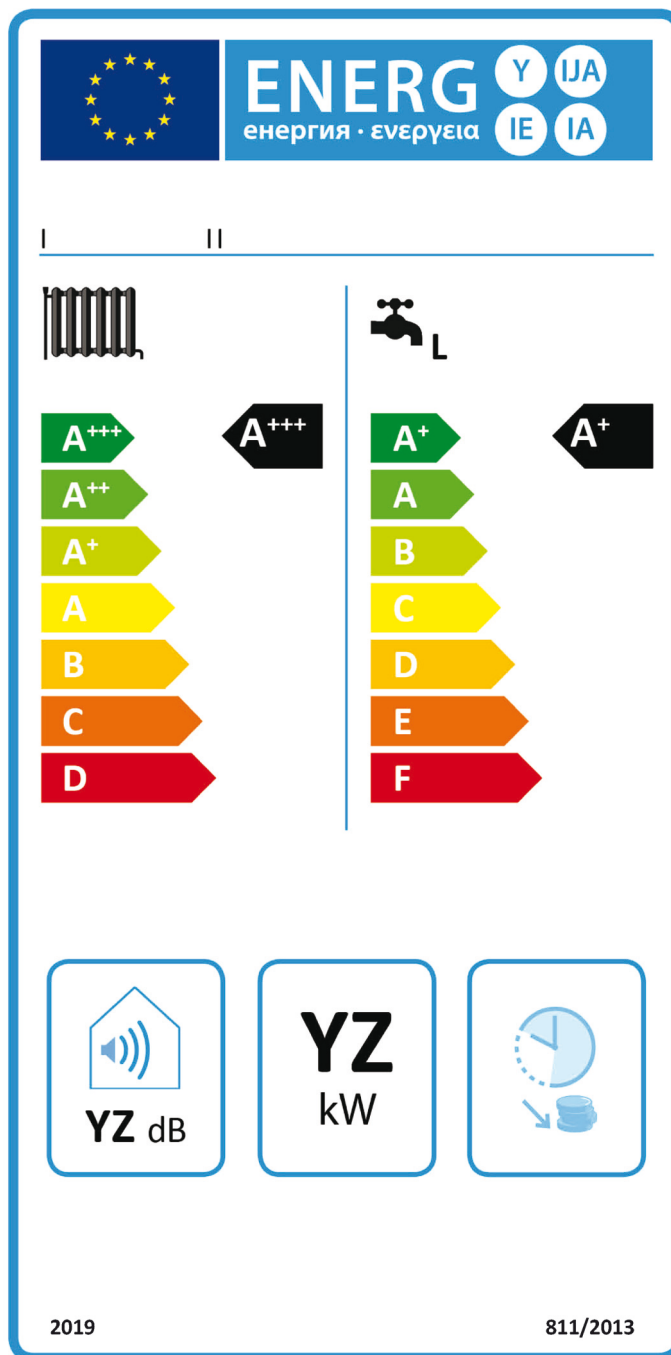 ENERG Y IJA
енергия · ενεργεια IE IA
I II
L
A+++ A+++ A+ A+
A++ A
A+ B
A C
B D
C E
D F
YZ dB
YZ
kW
2019 811/2013